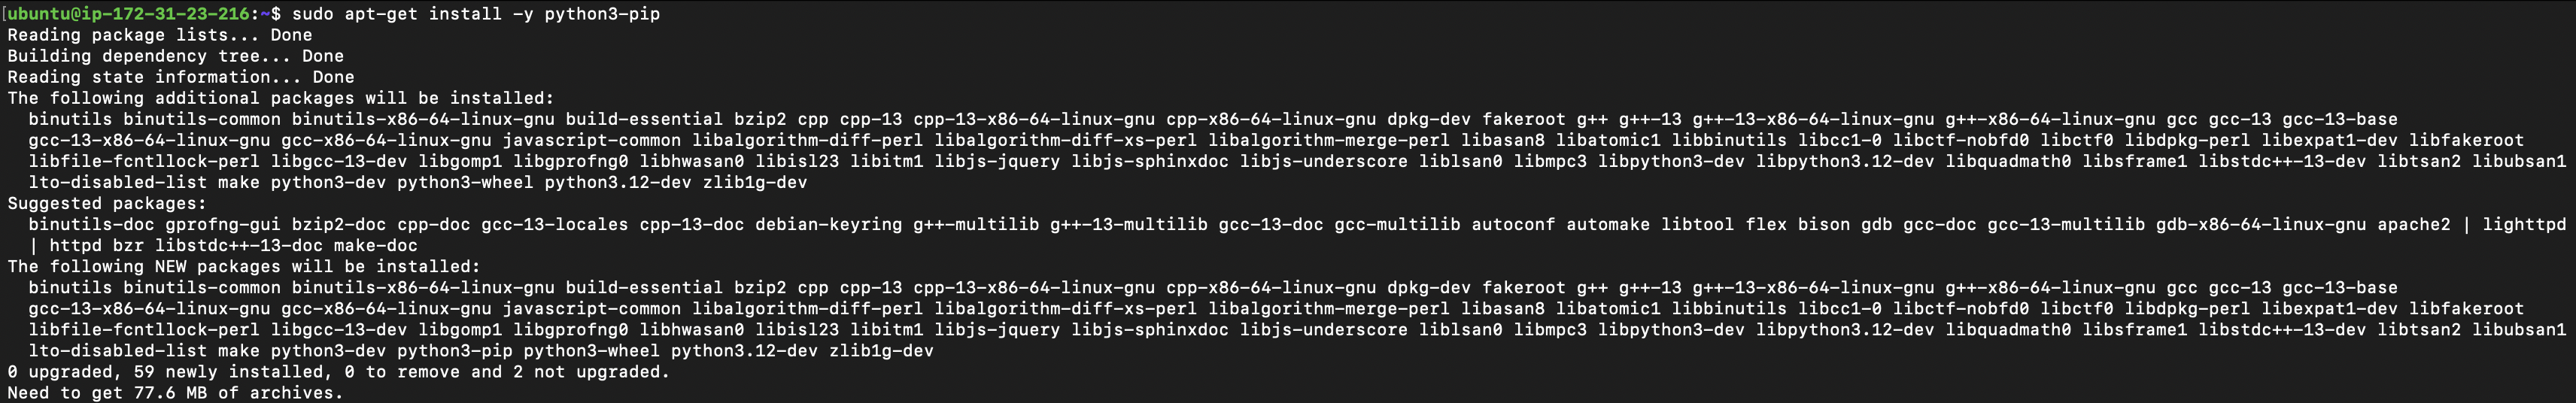 [ubuntu@ip-172-31-23-216:~$ sudo apt-get install -y python3-pip
Reading package lists... Done
Building dependency tree... Done
Reading state information... Done
The following additional packages will be installed:
  binutils binutils-common binutils-x86-64-linux-gnu build-essential bzip2 cpp cpp-13 cpp-13-x86-64-linux-gnu cpp-x86-64-linux-gnu dpkg-dev fakeroot g++ g++-13 g++-13-x86-64-linux-gnu g++-x86-64-linux-gnu gcc gcc-13 gcc-13-base
  gcc-13-x86-64-linux-gnu gcc-x86-64-linux-gnu javascript-common libalgorithm-diff-perl libalgorithm-diff-xs-perl libalgorithm-merge-perl libasan8 libatomic1 libbinutils libcc1-0 libctf-nobfd0 libctf0 libdpkg-perl libexpat1-dev libfakeroot
  libfile-fcntllock-perl libgcc-13-dev libgomp1 libgprofng0 libhwasan0 libisl23 libitm1 libjs-jquery libjs-sphinxdoc libjs-underscore liblsan0 libmpc3 libpython3-dev libpython3.12-dev libquadmath0 libsframe1 libstdc++-13-dev libtsan2 libubsan1
  lto-disabled-list make python3-dev python3-wheel python3.12-dev zlib1g-dev
Suggested packages:
  binutils-doc gprofng-gui bzip2-doc cpp-doc gcc-13-locales cpp-13-doc debian-keyring g++-multilib g++-13-multilib gcc-13-doc gcc-multilib autoconf automake libtool flex bison gdb gcc-doc gcc-13-multilib gdb-x86-64-linux-gnu apache2 | lighttpd
  | httpd bzr libstdc++-13-doc make-doc
The following NEW packages will be installed:
  binutils binutils-common binutils-x86-64-linux-gnu build-essential bzip2 cpp cpp-13 cpp-13-x86-64-linux-gnu cpp-x86-64-linux-gnu dpkg-dev fakeroot g++ g++-13 g++-13-x86-64-linux-gnu g++-x86-64-linux-gnu gcc gcc-13 gcc-13-base
  gcc-13-x86-64-linux-gnu gcc-x86-64-linux-gnu javascript-common libalgorithm-diff-perl libalgorithm-diff-xs-perl libalgorithm-merge-perl libasan8 libatomic1 libbinutils libcc1-0 libctf-nobfd0 libctf0 libdpkg-perl libexpat1-dev libfakeroot
  libfile-fcntllock-perl libgcc-13-dev libgomp1 libgprofng0 libhwasan0 libisl23 libitm1 libjs-jquery libjs-sphinxdoc libjs-underscore liblsan0 libmpc3 libpython3-dev libpython3.12-dev libquadmath0 libsframe1 libstdc++-13-dev libtsan2 libubsan1
  lto-disabled-list make python3-dev python3-pip python3-wheel python3.12-dev zlib1g-dev
0 upgraded, 59 newly installed, 0 to remove and 2 not upgraded.
Need to get 77.6 MB of archives.